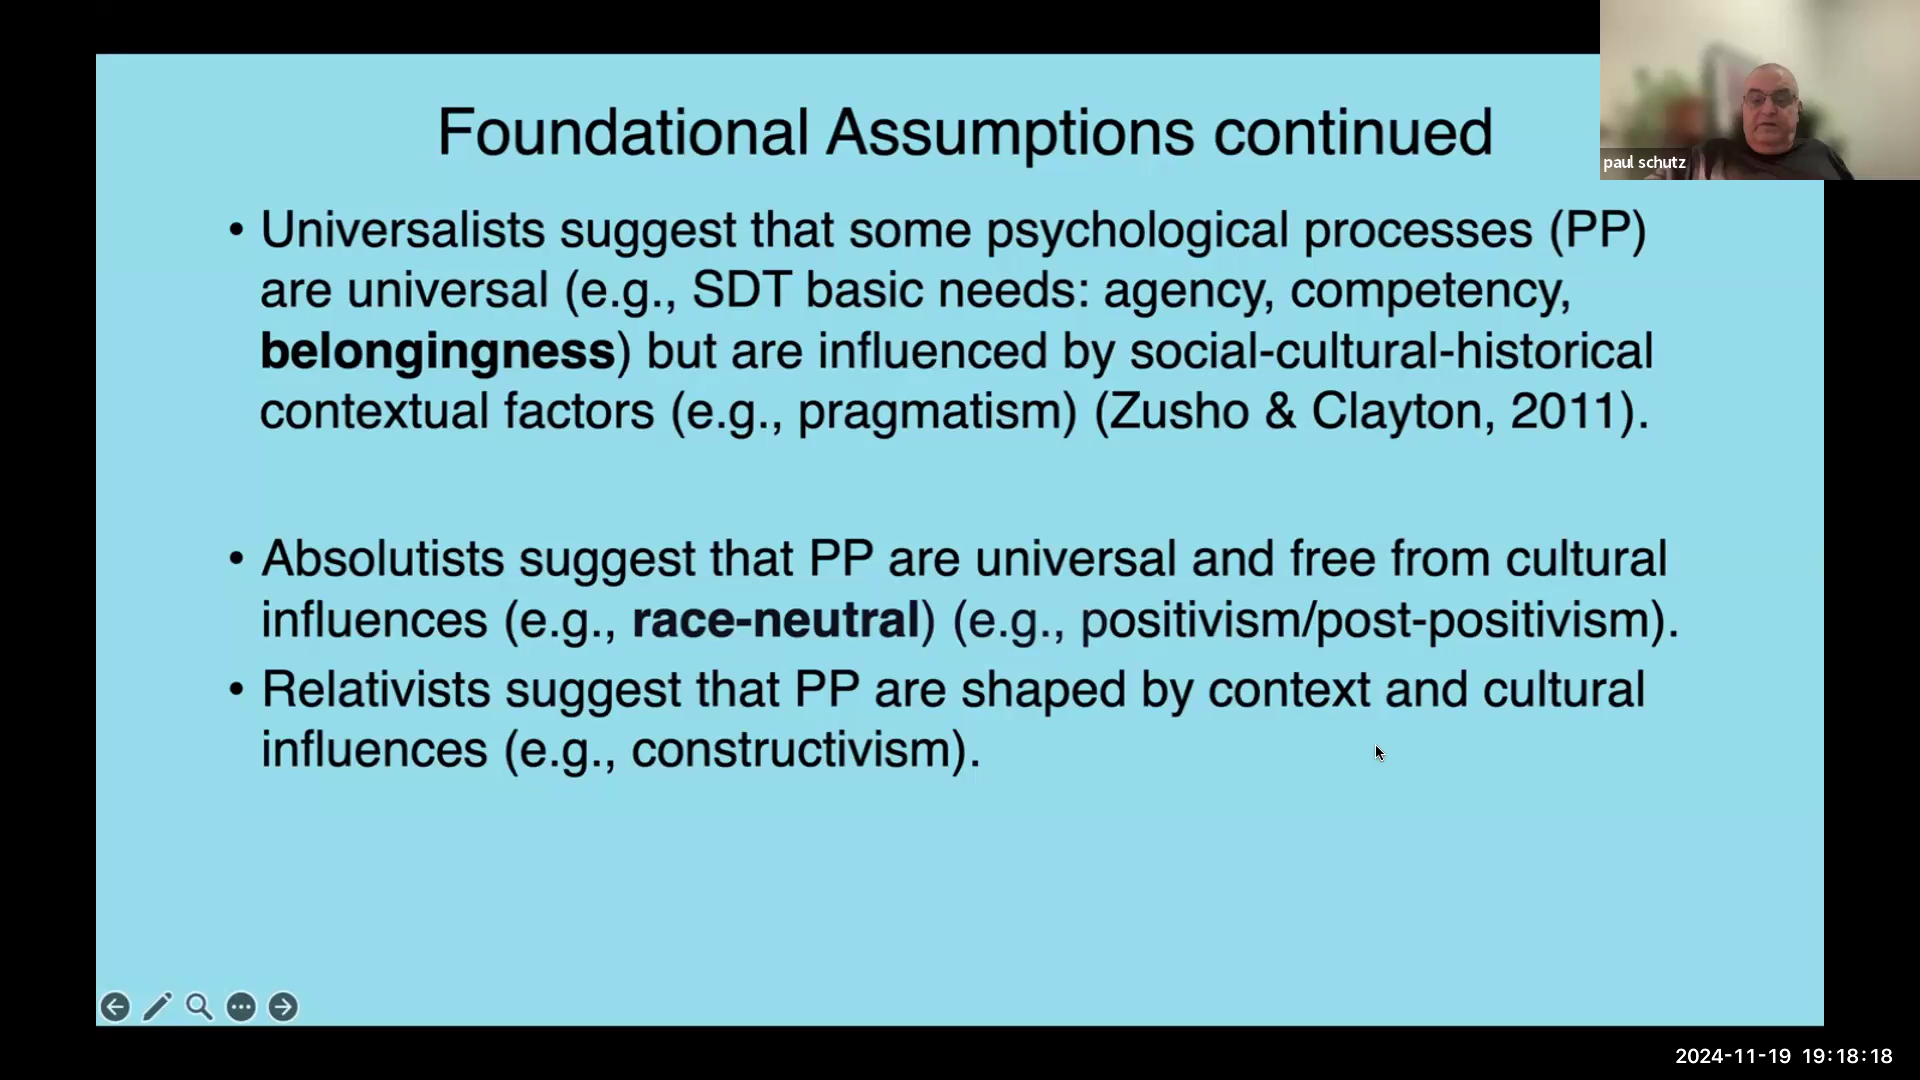 Foundational Assumptions continued
paul schutz
• Universalists suggest that some psychological processes (PP)
are universal (e.g., SDT basic needs: agency, competency,
belongingness) but are influenced by social-cultural-historical
contextual factors (e.g., pragmatism) (Zusho & Clayton, 2011).
• Absolutists suggest that PP are universal and free from cultural
influences (e.g., race-neutral) (e.g., positivism/post-positivism).
• Relativists suggest that PP are shaped by context and cultural
influences (e.g., constructivism).
2024-11-19 19:18:18